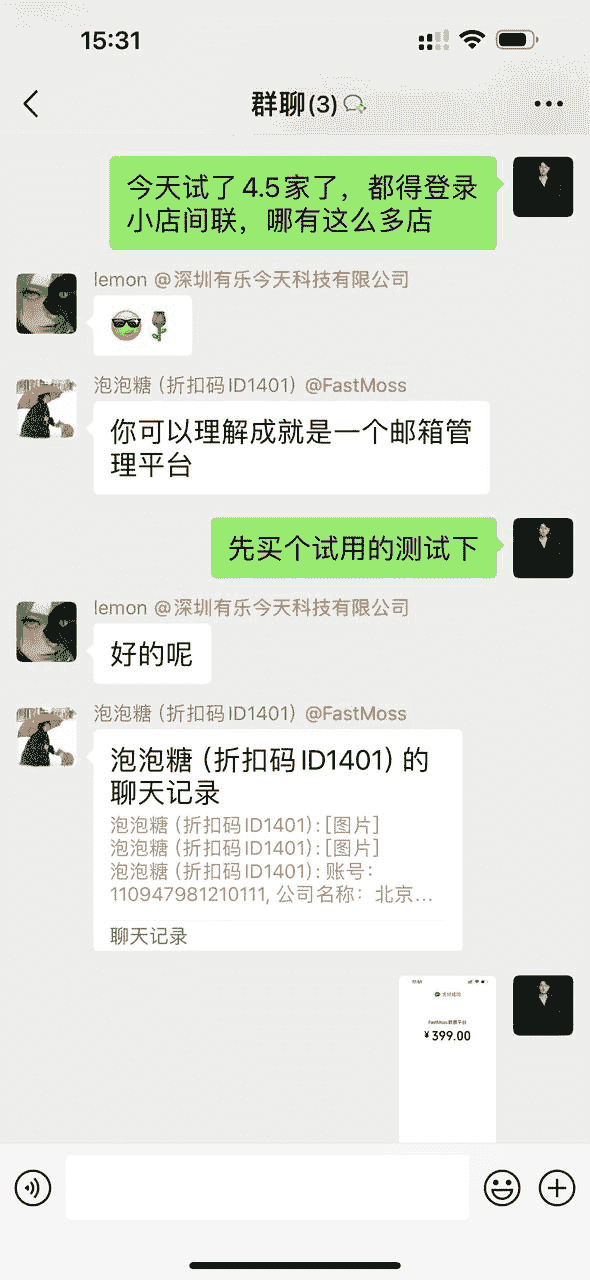 15:31
群聊(3)
今天试了4.5家了，都得登录
小店间联，哪有这么多店
lemon @深圳有乐今天科技有限公司
泡泡糖（折扣码ID1401）@FastMoss
你可以理解成就是一个邮箱管
理平台
先买个试用的测试下
lemon @深圳有乐今天科技有限公司
好的呢
泡泡糖（折扣码ID1401）@FastMoss
泡泡糖（折扣码ID1401）的
聊天记录
泡泡糖（折扣码ID1401）: [图片]
泡泡糖（折扣码ID1401）: [图片]
泡泡糖（折扣码ID1401）: 账号：
110947981210111, 公司名称：北京...
聊天记录
支付成功
¥399.00